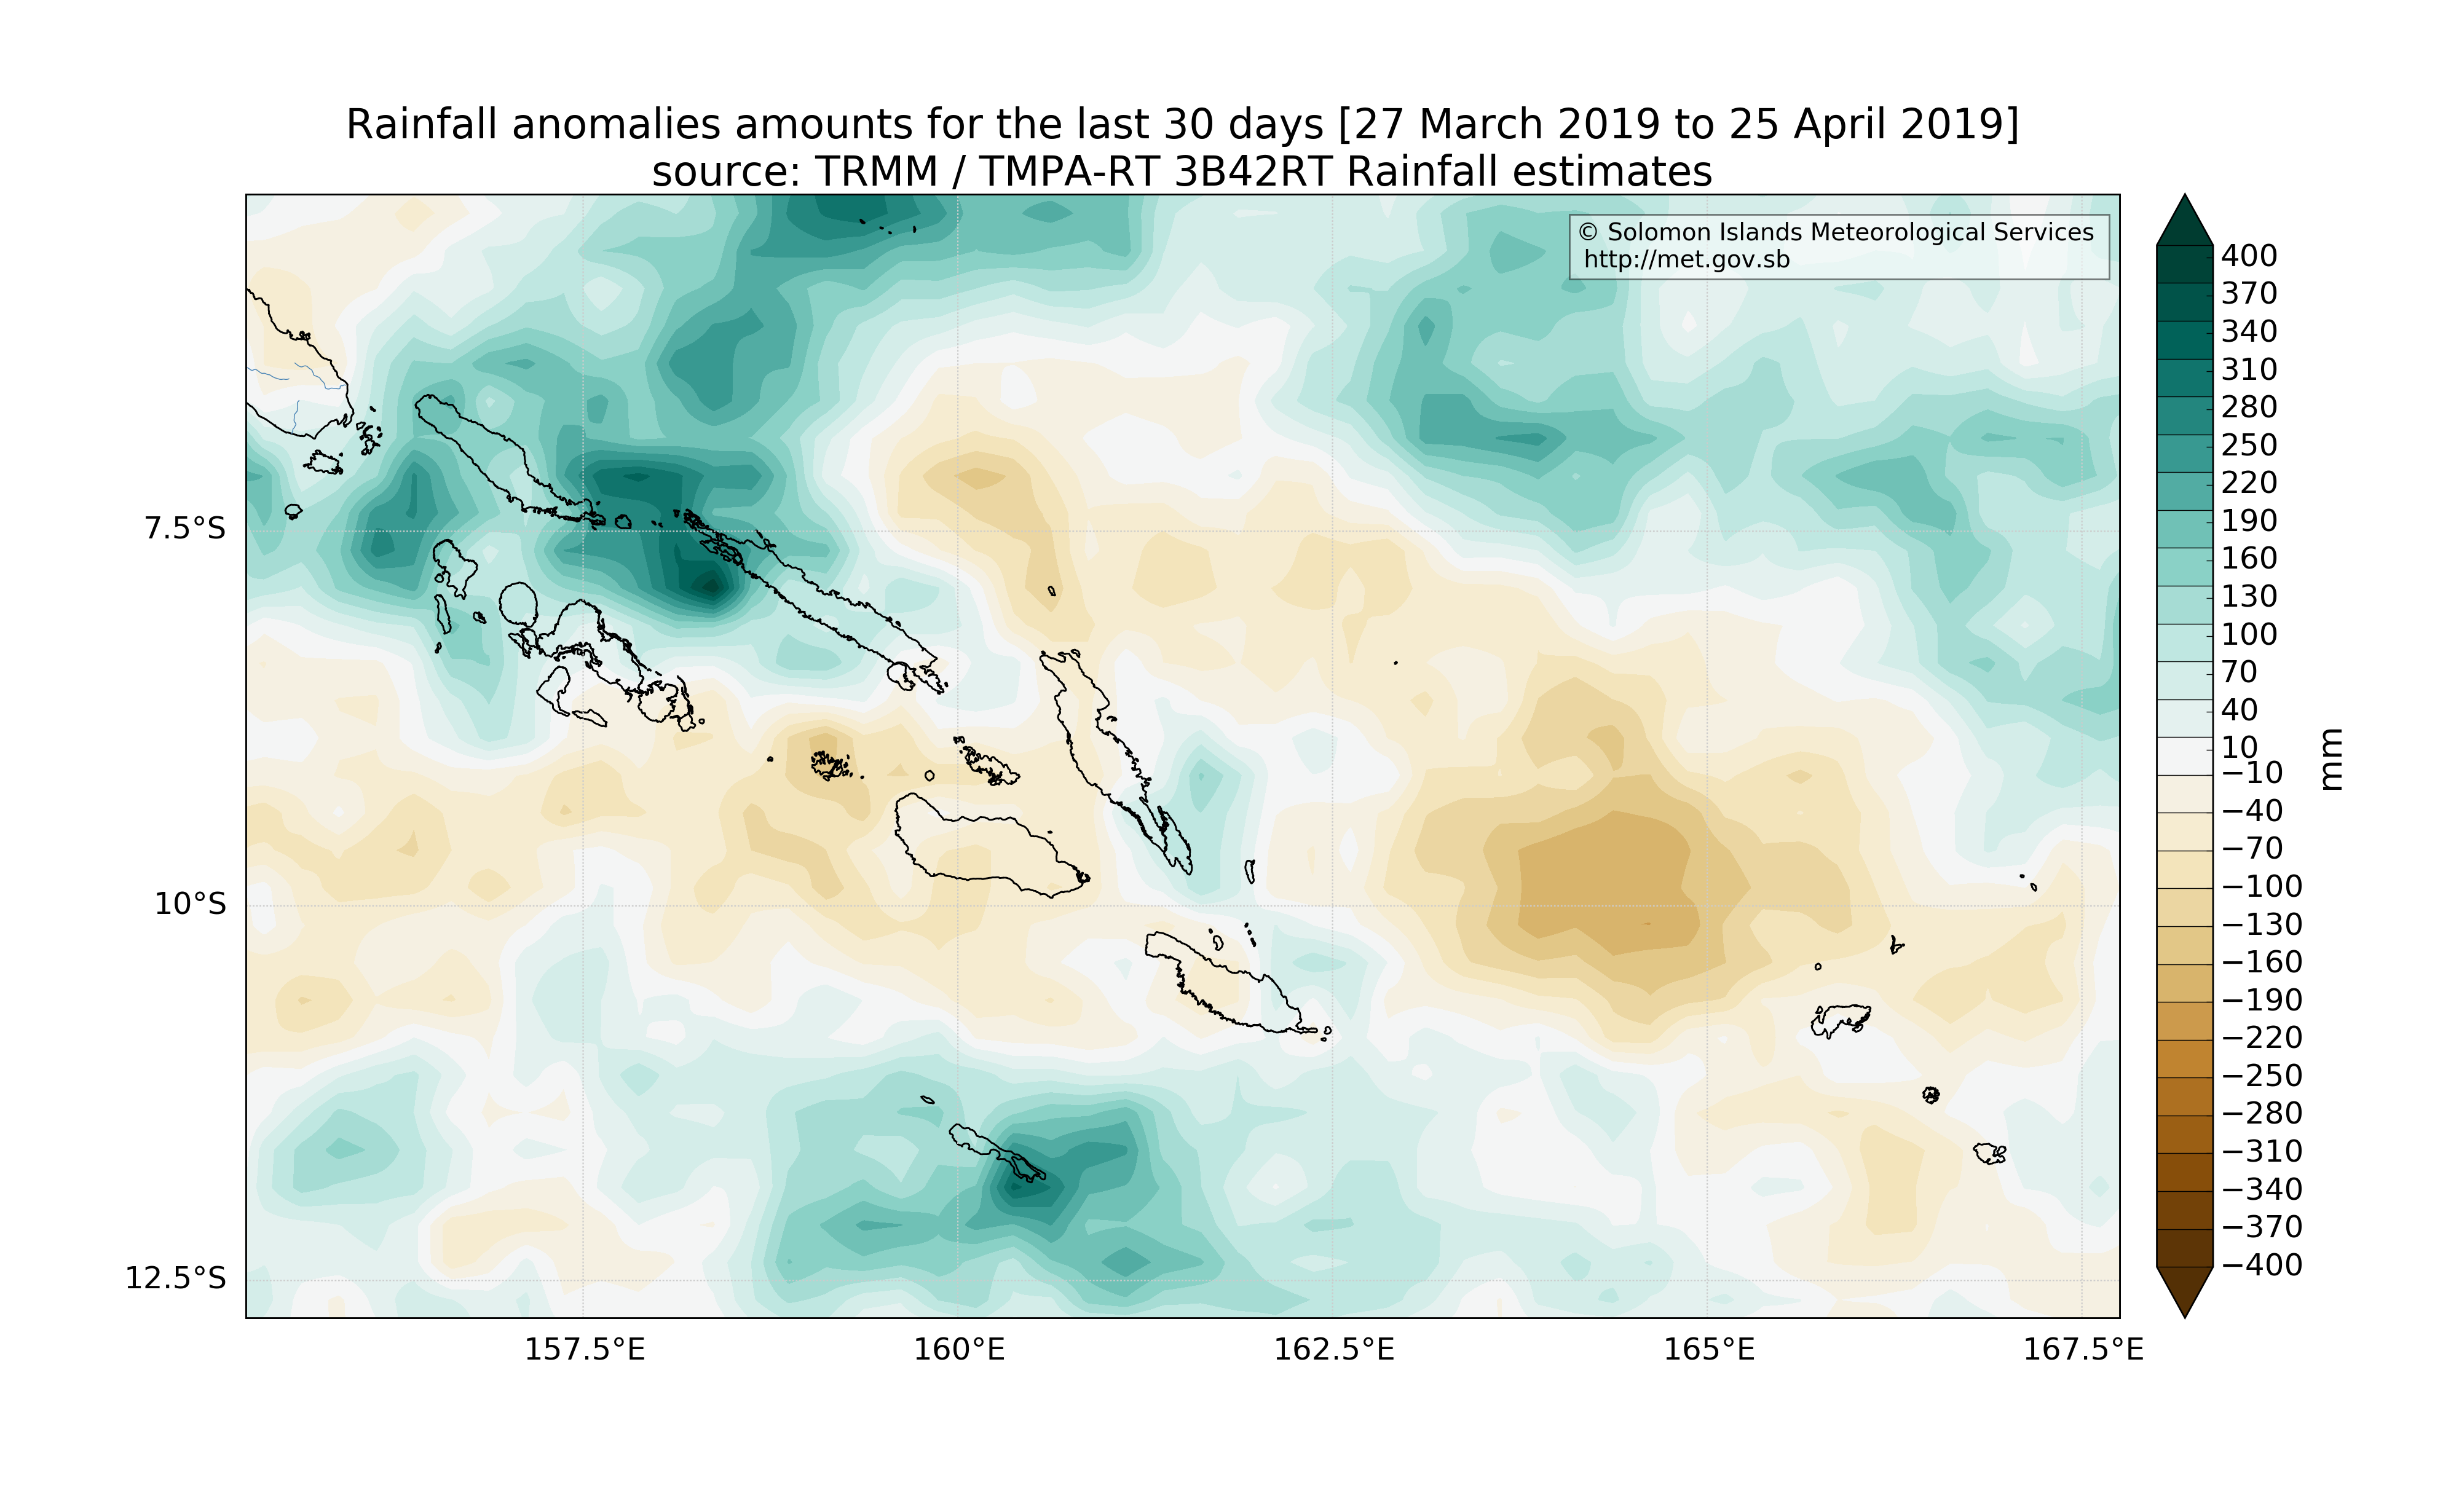 Rainfall anomalies amounts for the last 30 days [27 March 2019 to 25 April 2019]
source: TRMM / TMPA-RT 3B42RT Rainfall estimates
© Solomon Islands Meteorological Services
http://met.gov.sb
7.5°S
10°S
12.5°S
157.5°E
160°E
162.5°E
165°E
167.5°E
400
370
340
310
280
250
220
190
160
130
100
70
40
10
−10
−40
−70
−100
−130
−160
−190
−220
−250
−280
−310
−340
−370
−400
mm